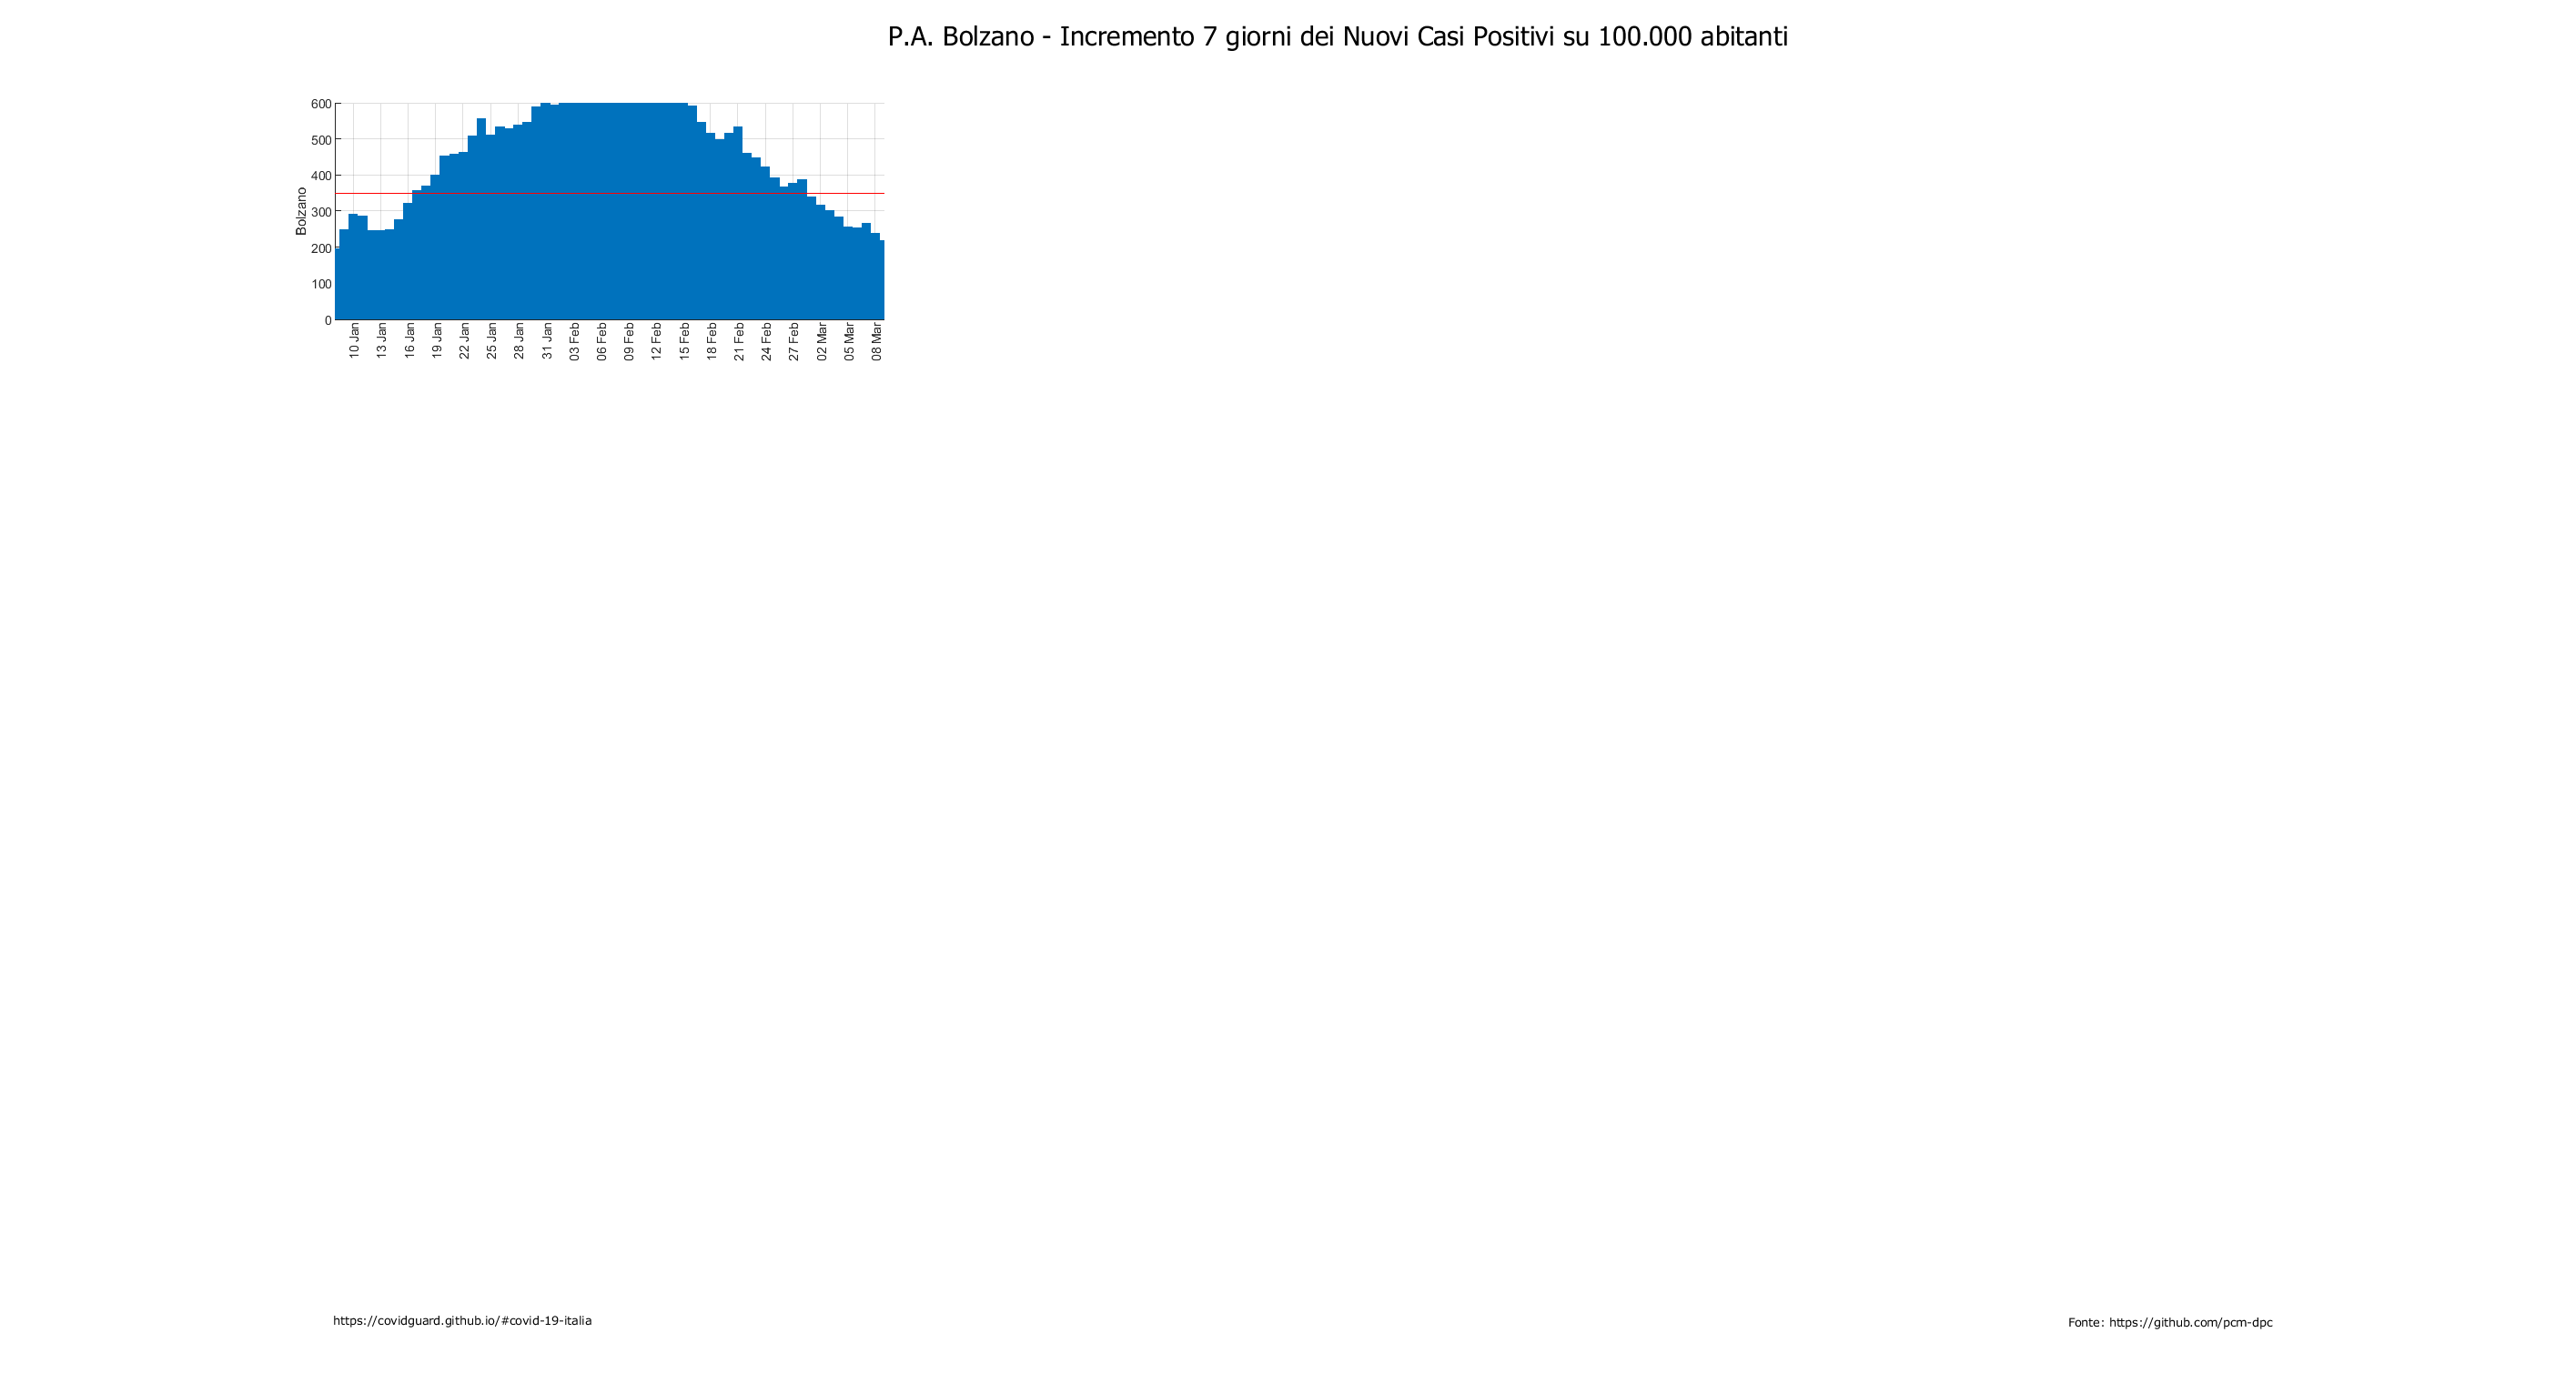 P.A. Bolzano - Incremento 7 giorni dei Nuovi Casi Positivi su 100.000 abitanti
Bolzano
600
500
400
300
200
100
0
10 Jan
13 Jan
16 Jan
19 Jan
22 Jan
25 Jan
28 Jan
31 Jan
03 Feb
06 Feb
09 Feb
12 Feb
15 Feb
18 Feb
21 Feb
24 Feb
27 Feb
02 Mar
05 Mar
08 Mar
https://covidguard.github.io/#covid-19-italia
Fonte: https://github.com/pcm-dpc